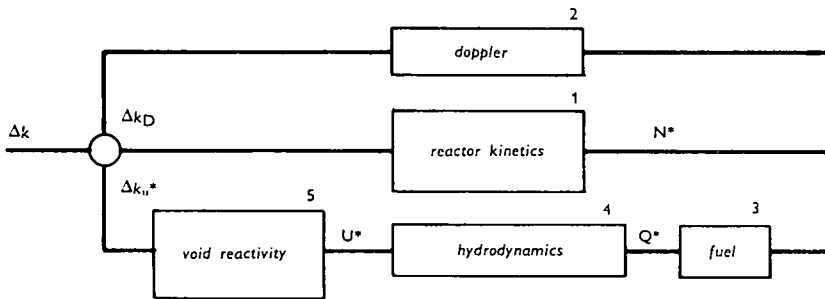 2
doppler
Δk_D
1
Δk
reactor kinetics
N*
Δk_u*
5
4
3
void reactivity
U*
hydrodynamics
Q*
fuel